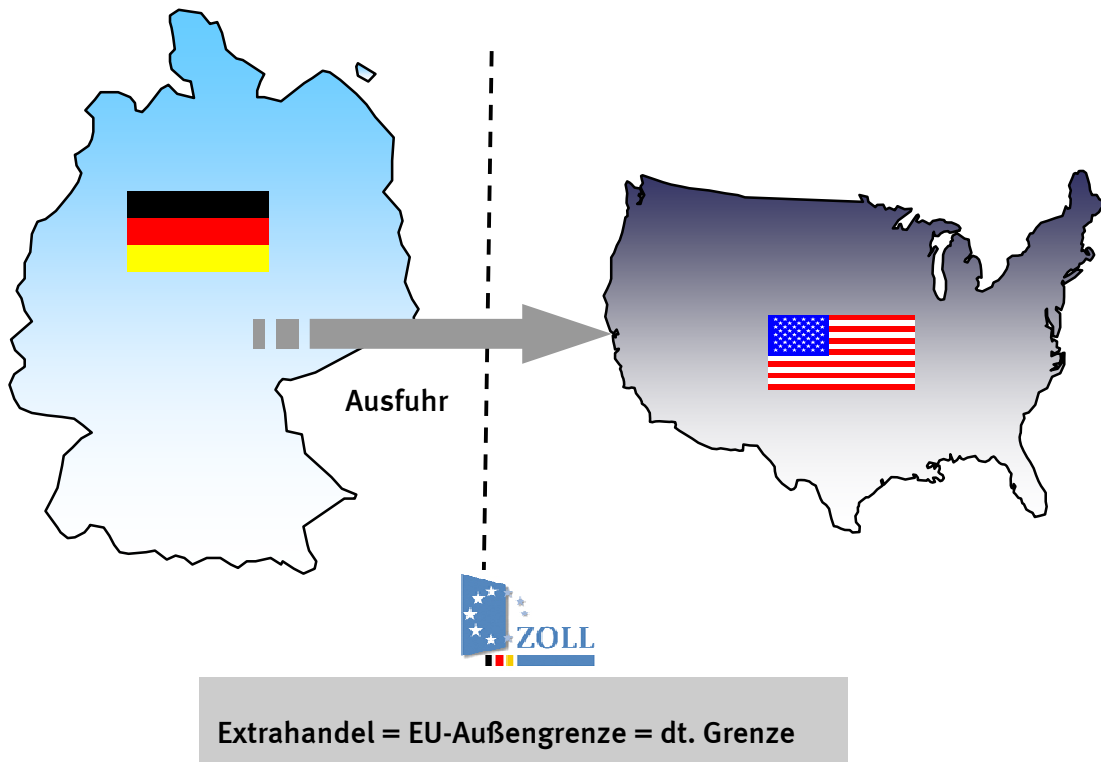 Ausfuhr
ZOLL
Extrahandel = EU-Außengrenze = dt. Grenze